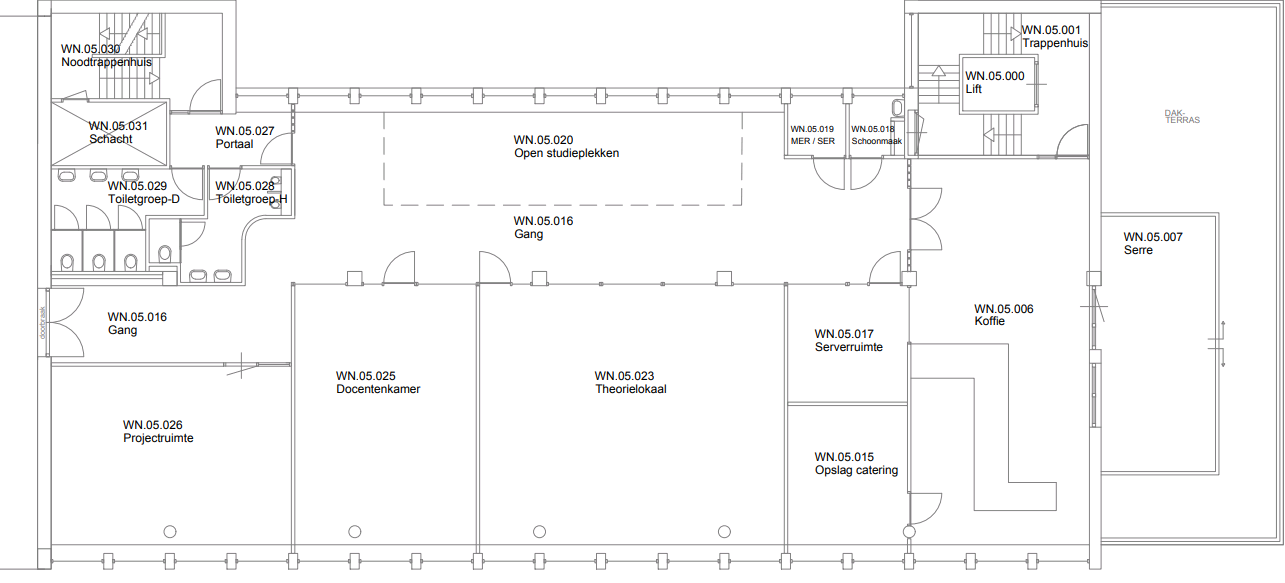 WN.05.030
Noodtrappenhuis
WN.05.001
Trappenhuis
WN.05.000
Lift
WN.05.031
Schacht
WN.05.027
Portaal
WN.05.020
Open studieplekken
WN.05.019
MER / SER
WN.05.018
Schoonmaak
DAK-
TERRAS
WN.05.029
Toiletgroep-D
WN.05.028
Toiletgroep-H
WN.05.016
Gang
WN.05.007
Serre
WN.05.016
Gang
doorbraak
WN.05.006
Koffie
WN.05.017
Serverruimte
WN.05.025
Docentenkamer
WN.05.023
Theorielokaal
WN.05.026
Projectruimte
WN.05.015
Opslag catering